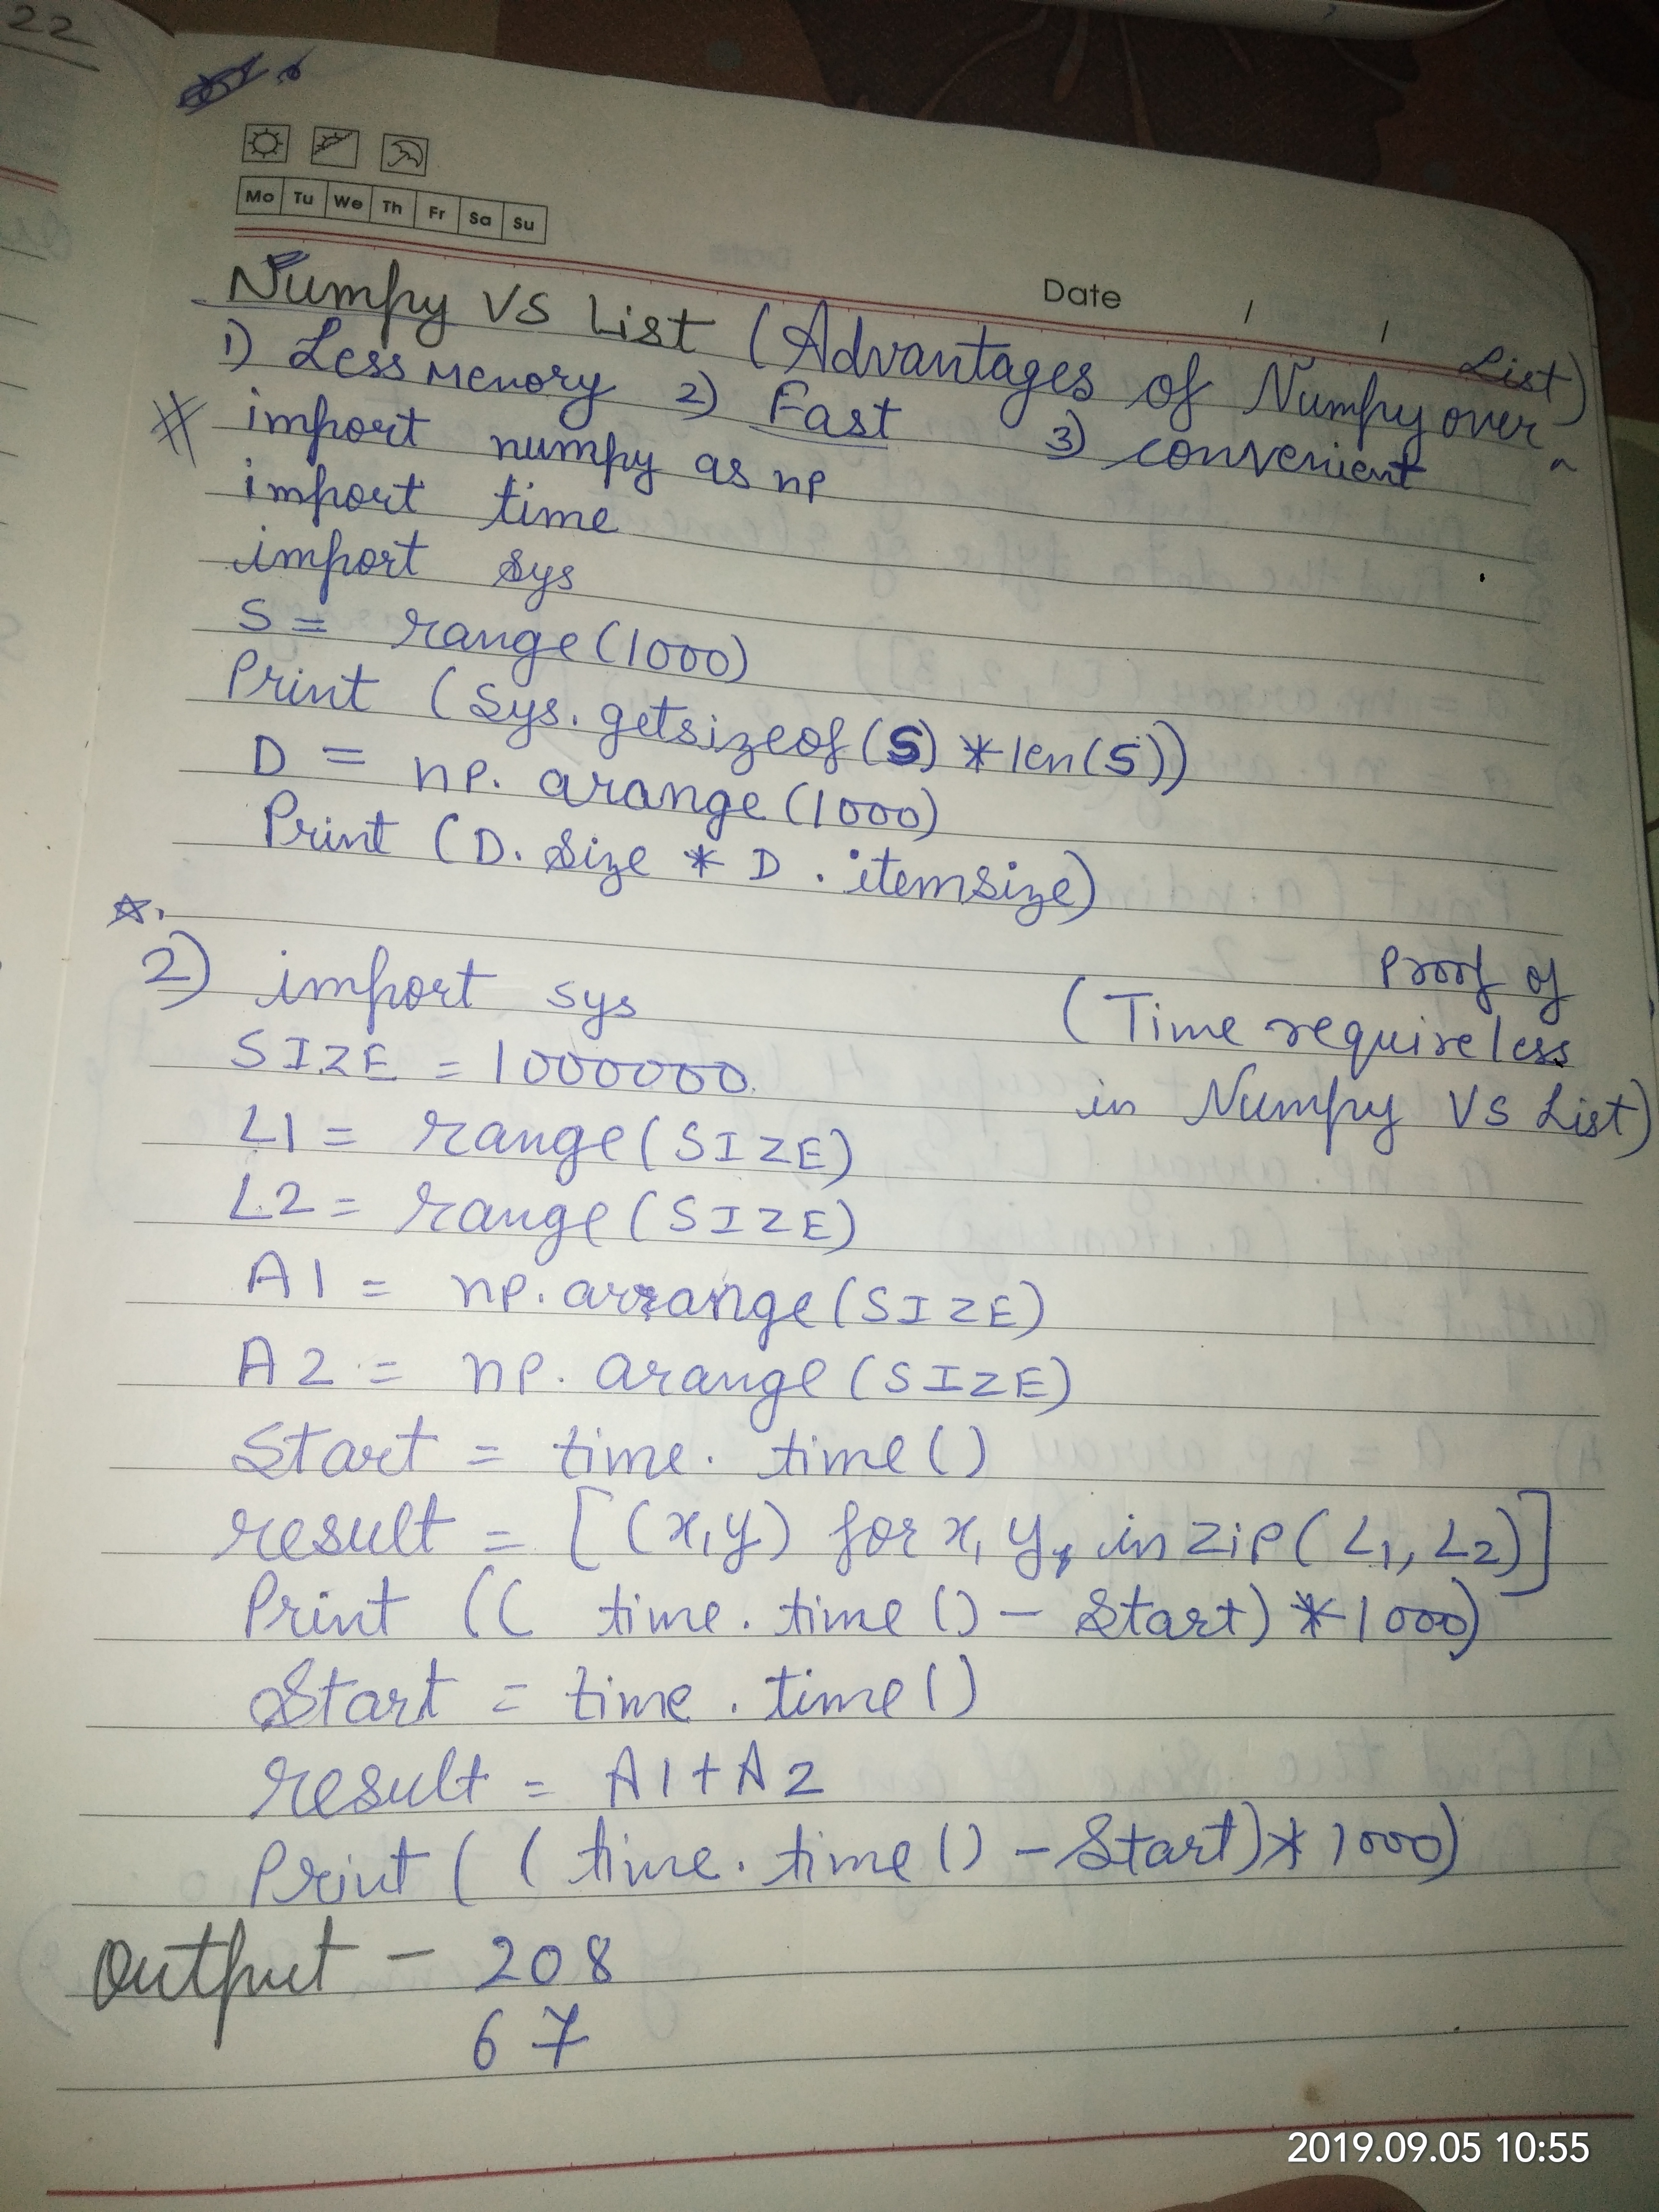 22
Mo Tu We Th Fr Sa Su
Date / /
Numpy VS List (Advantages of Numpy over List)
1) Less Menory 2) Fast 3) convenient
# import numpy as np
import time
import sys
S = range(1000)
Print (sys.getsizeof(S) *len(S))
D = np. arange(1000)
Print (D. size * D . itemsize)
2) import sys
(Proof of
Time require less
in Numpy VS List)
SIZE = 1000000
L1 = range(SIZE)
L2 = range(SIZE)
A1 = np.arrange(SIZE)
A2 = np. arange(SIZE)
Start = time. time()
result = [(x,y) for x, y, in zip(L1, L2)]
Print (( time. time () - Start) *1000)
Start = time . time()
result = A1+A2
Print ( ( time. time () - Start)*1000)
Output - 208
67
2019.09.05 10:55